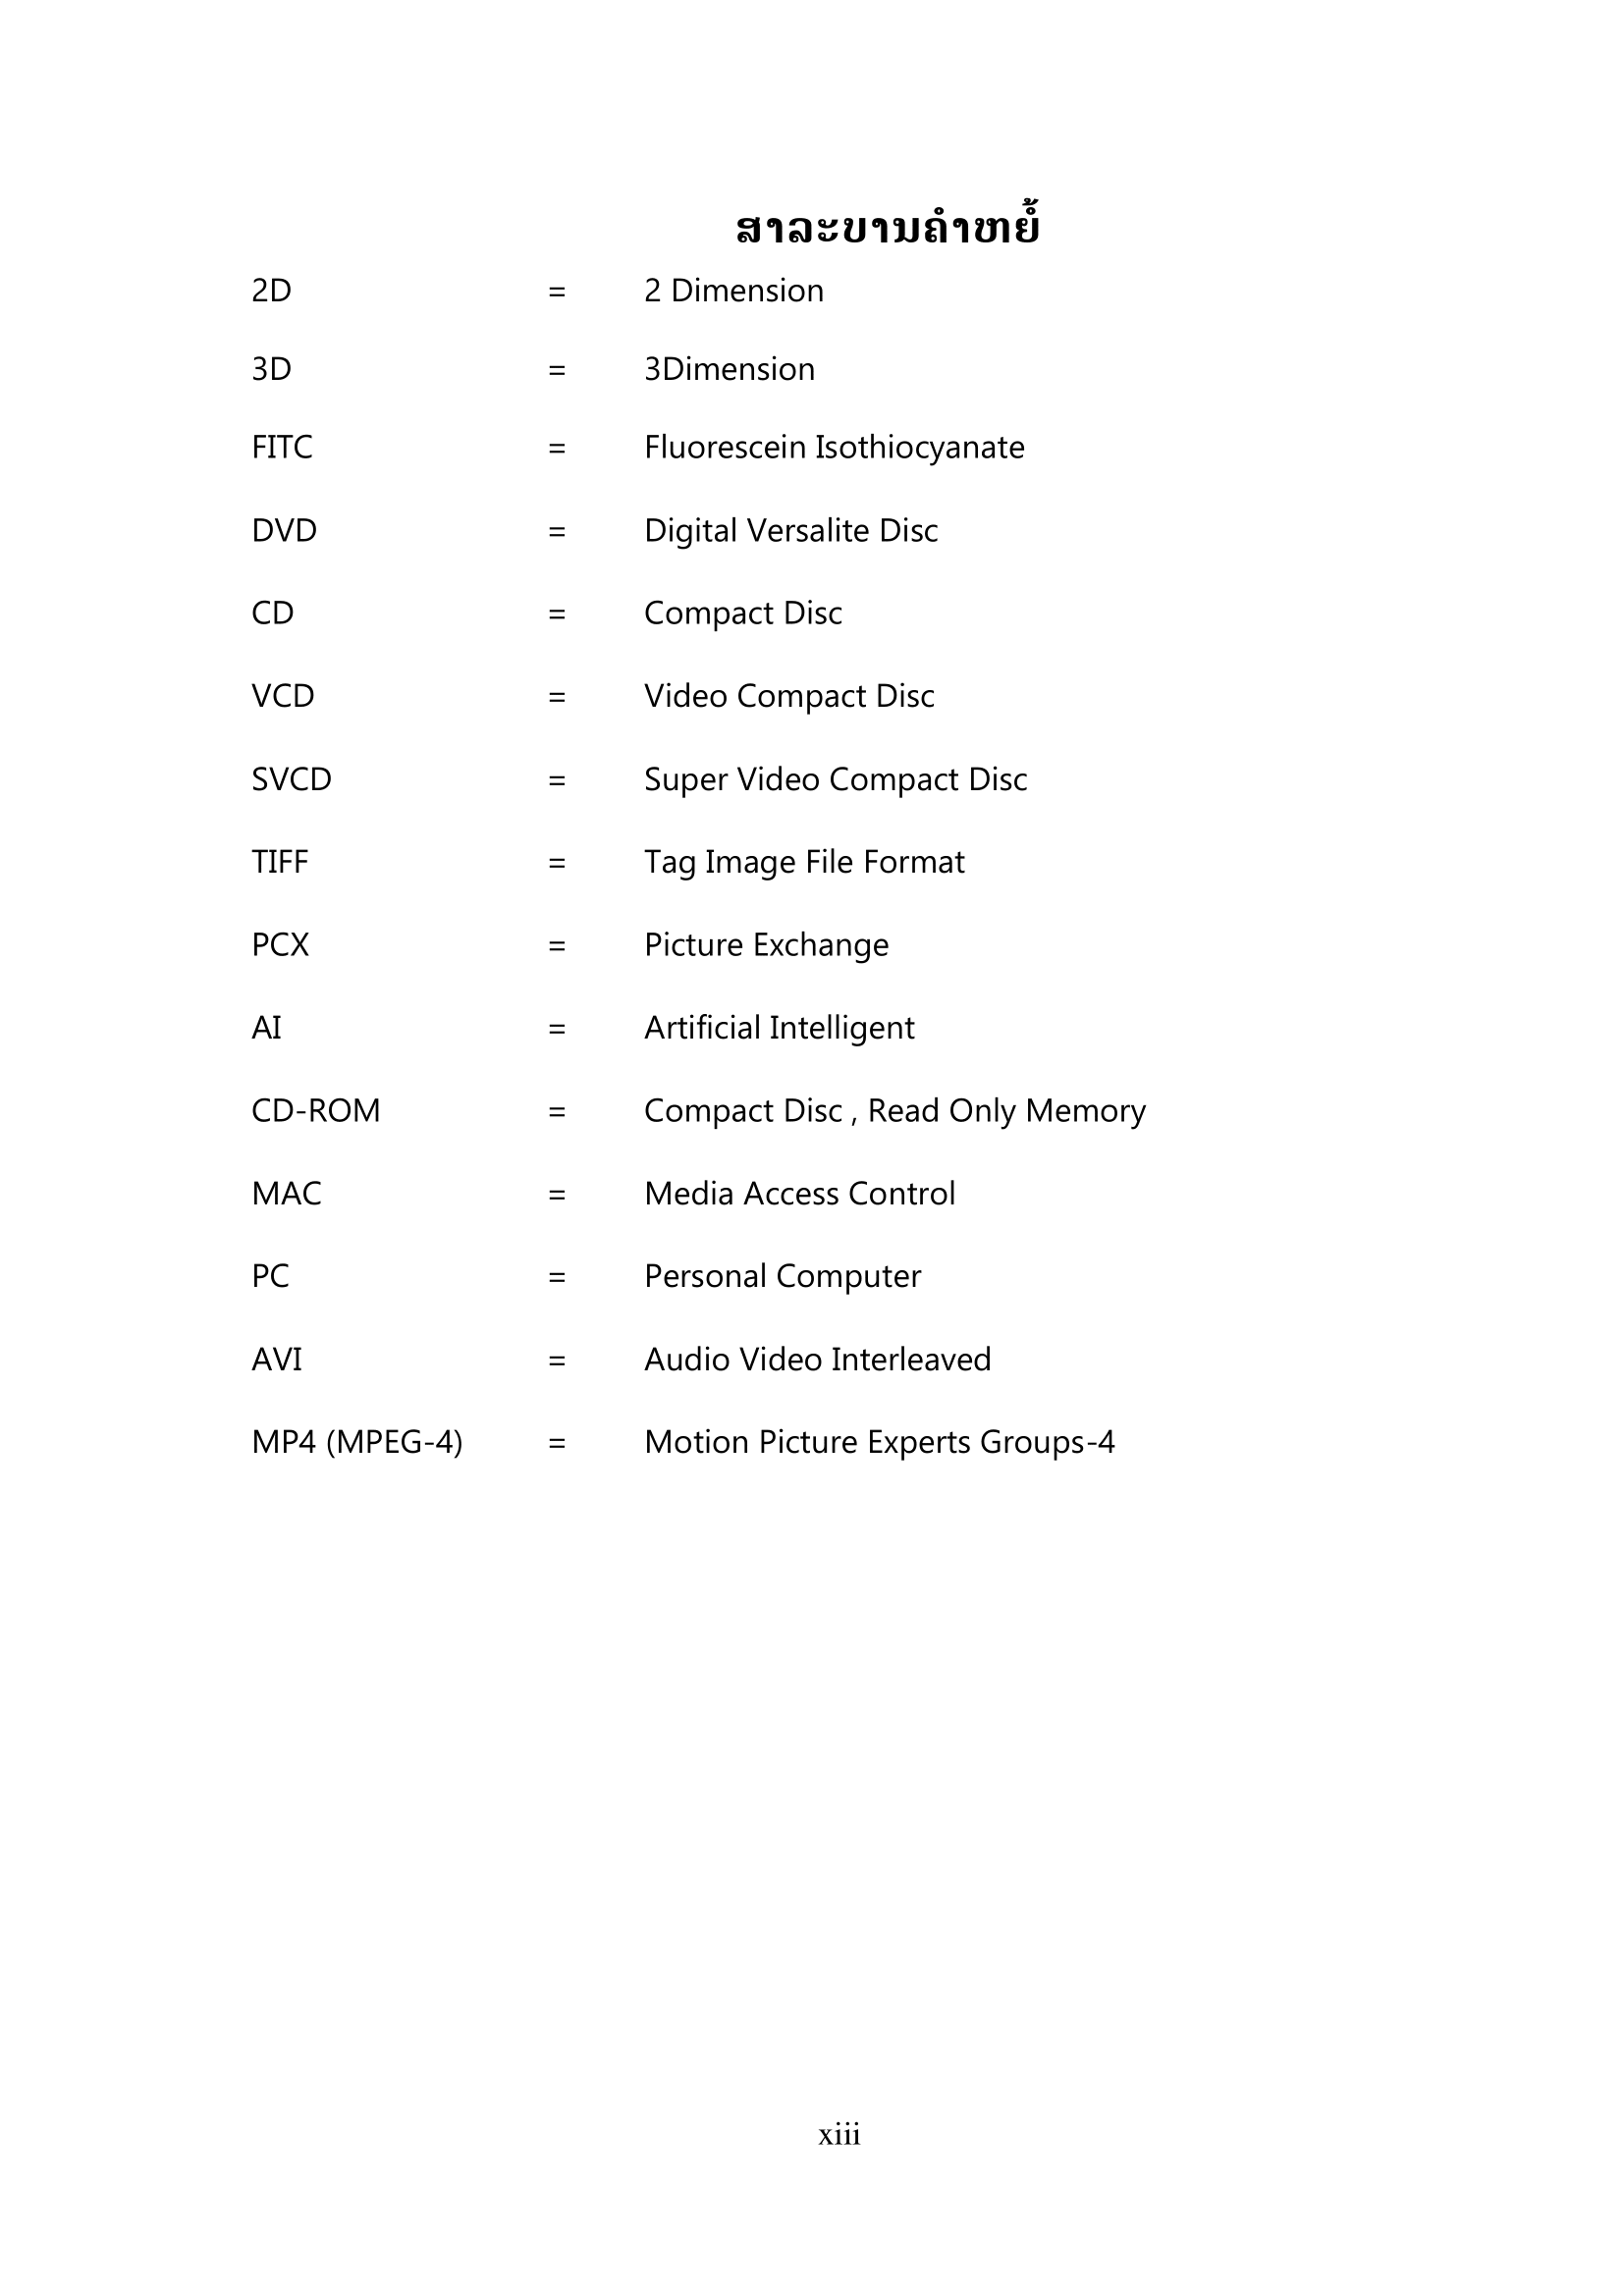 ສາລະບານຄຳຫຍໍ້
2D = 2 Dimension
3D = 3Dimension
FITC = Fluorescein Isothiocyanate
DVD = Digital Versalite Disc
CD = Compact Disc
VCD = Video Compact Disc
SVCD = Super Video Compact Disc
TIFF = Tag Image File Format
PCX = Picture Exchange
AI = Artificial Intelligent
CD-ROM = Compact Disc , Read Only Memory
MAC = Media Access Control
PC = Personal Computer
AVI = Audio Video Interleaved
MP4 (MPEG-4) = Motion Picture Experts Groups-4
xiii